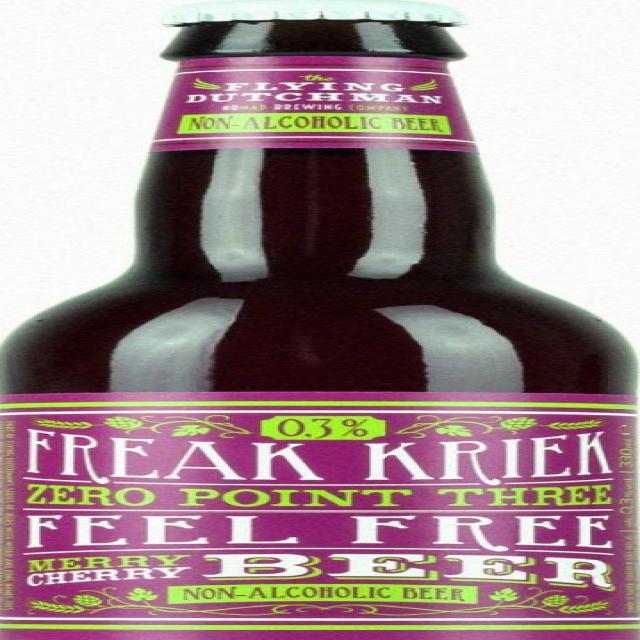 the
FLYING
DUTCHMAN
NOMAD BREWING COMPANY
NON-ALCOHOLIC BEER
0.3%
FREAK KRIEK
ZERO POINT THREE
FEEL FREE
MERRY
CHERRY
BEER
NON-ALCOHOLIC BEER